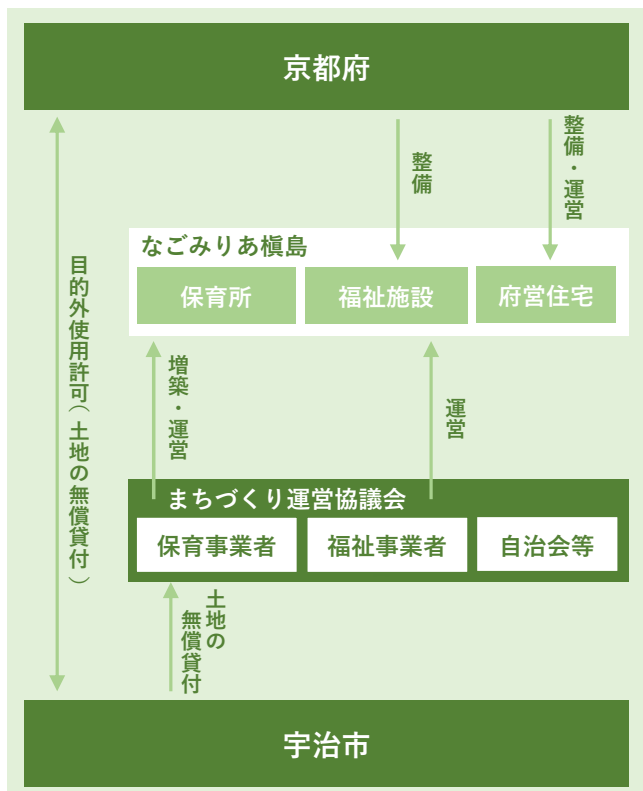 京都府
整備
整備・運営
なごみりあ槇島
保育所
福祉施設
府営住宅
目的外使用許可(土地の無償貸付)
増築・運営
運営
まちづくり運営協議会
保育事業者
福祉事業者
自治会等
土地の
無償貸付
宇治市